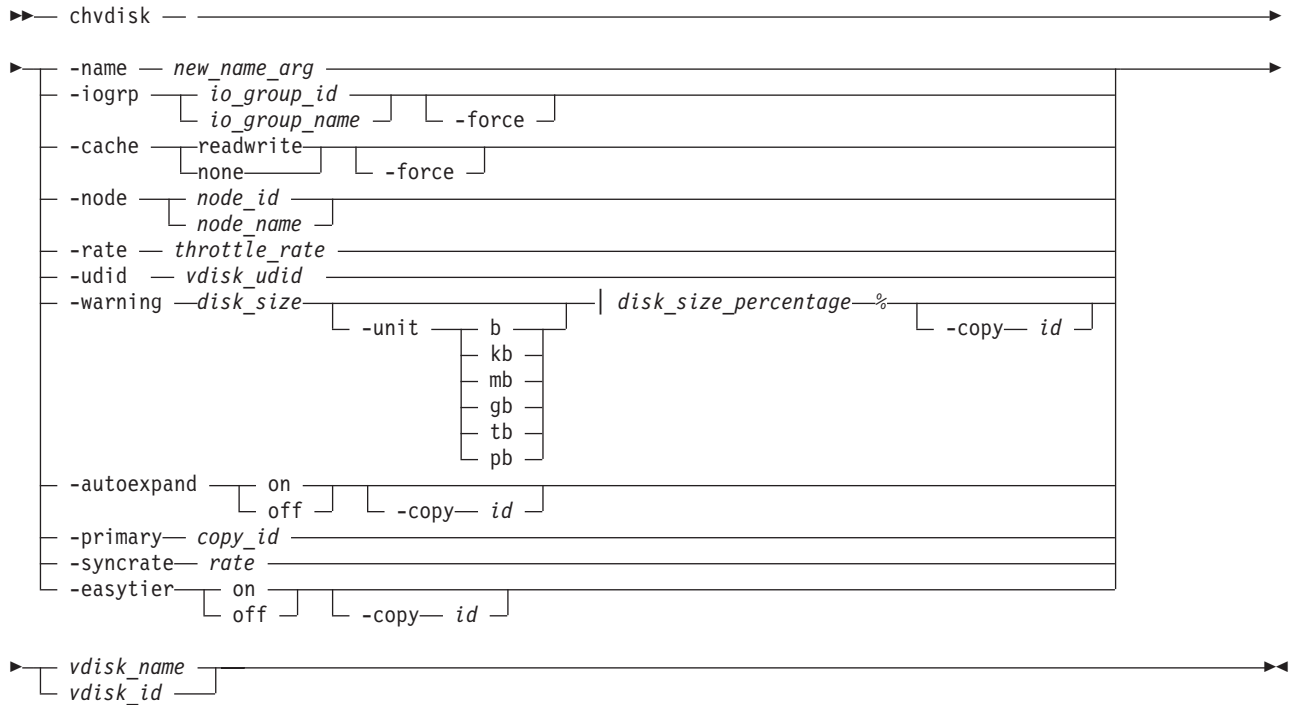 chvdisk
-name new_name_arg
-iogrp io_group_id
io_group_name -force
-cache readwrite
none -force
-node node_id
node_name
-rate throttle_rate
-udid vdisk_udid
-warning disk_size | disk_size_percentage %
-unit b -copy id
kb
mb
gb
tb
pb
-autoexpand on
off -copy id
-primary copy_id
-syncrate rate
-easytier on
off -copy id
vdisk_name
vdisk_id